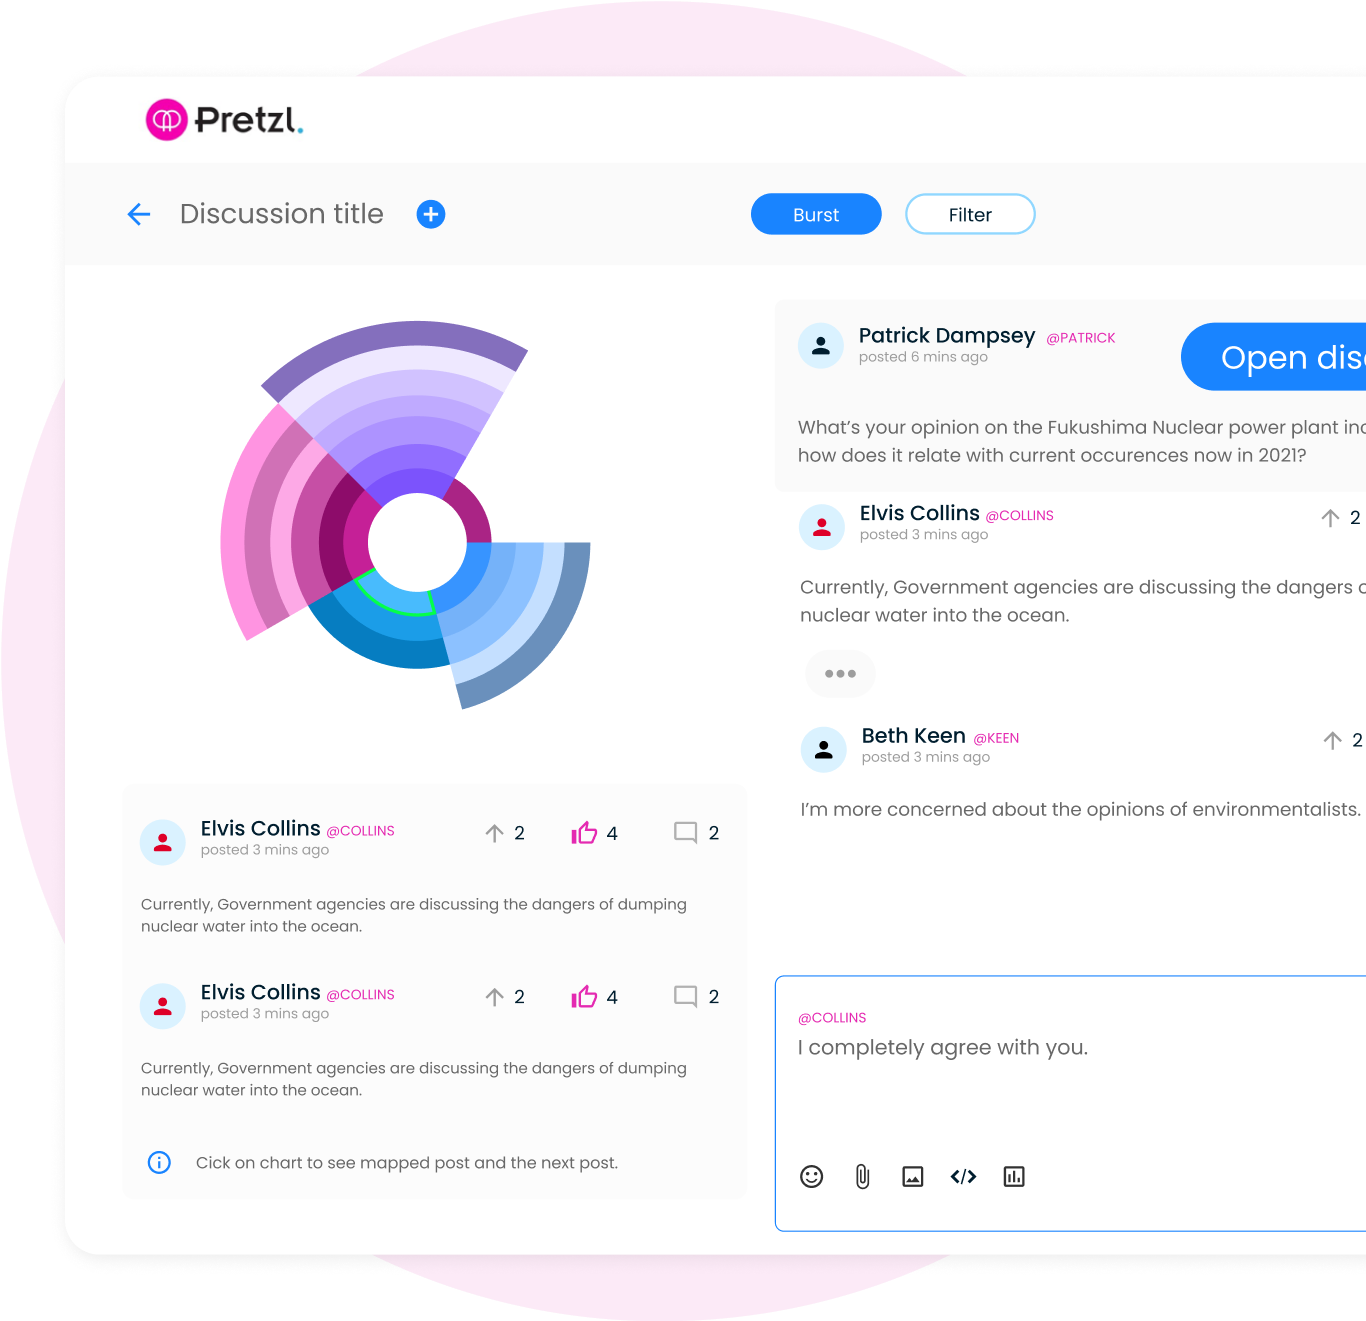 Pretzl.
Discussion title
Burst
Filter
Elvis Collins @COLLINS
posted 3 mins ago
2
4
2
Currently, Government agencies are discussing the dangers of dumping
nuclear water into the ocean.
Elvis Collins @COLLINS
posted 3 mins ago
2
4
2
Currently, Government agencies are discussing the dangers of dumping
nuclear water into the ocean.
Cick on chart to see mapped post and the next post.
Patrick Dampsey @PATRICK
posted 6 mins ago
Open
What's your opinion on the Fukushima Nuclear power plant
how does it relate with current occurences now in 2021?
Elvis Collins @COLLINS
posted 3 mins ago
2
Currently, Government agencies are discussing the dangers
nuclear water into the ocean.
Beth Keen @KEEN
posted 3 mins ago
2
I'm more concerned about the opinions of environmentalists.
@COLLINS
I completely agree with you.